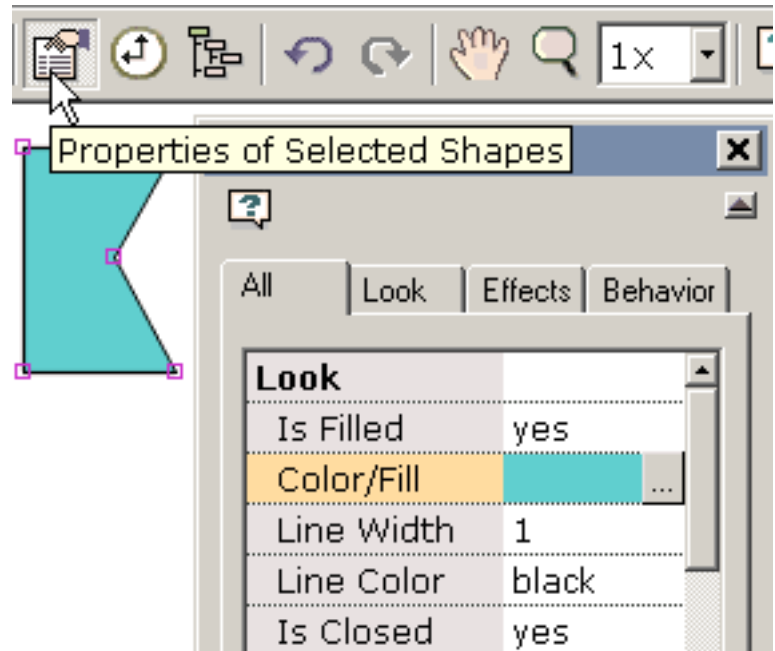 1×
Properties of Selected Shapes
All Look Effects Behavior
Look
Is Filled yes
Color/Fill ...
Line Width 1
Line Color black
Is Closed yes